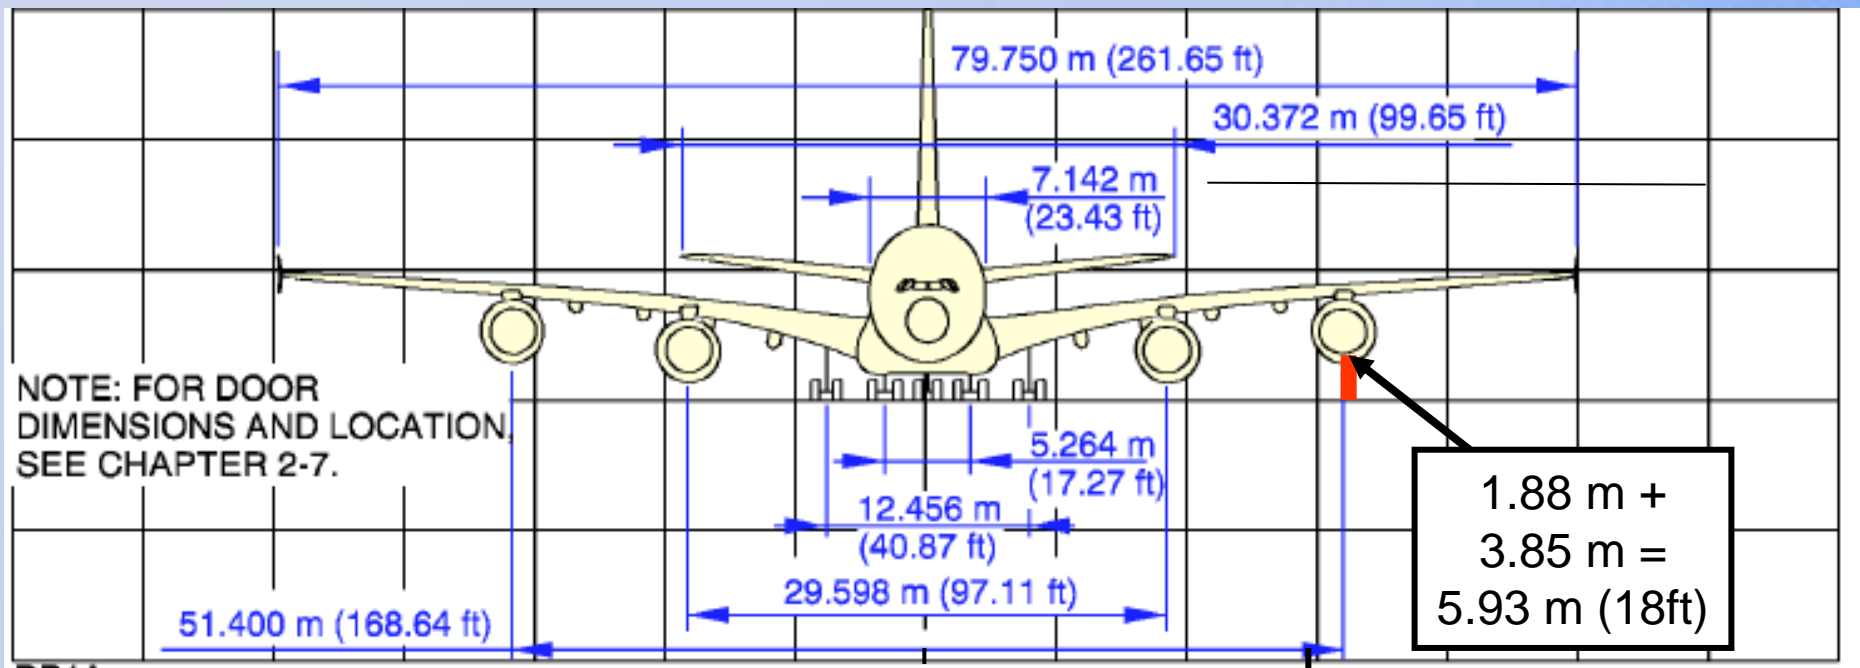 79.750 m (261.65 ft)
30.372 m (99.65 ft)
7.142 m
(23.43 ft)
NOTE: FOR DOOR
DIMENSIONS AND LOCATION,
SEE CHAPTER 2-7.
5.264 m
(17.27 ft)
12.456 m
(40.87 ft)
29.598 m (97.11 ft)
51.400 m (168.64 ft)
1.88 m +
3.85 m =
5.93 m (18ft)